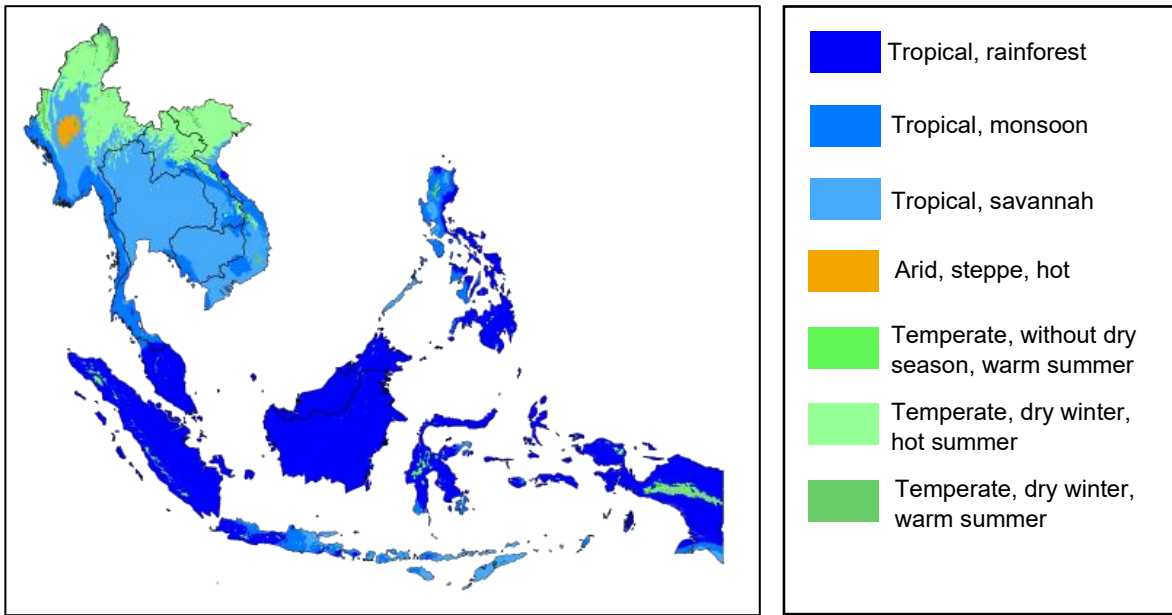 Tropical, rainforest
Tropical, monsoon
Tropical, savannah
Arid, steppe, hot
Temperate, without dry
season, warm summer
Temperate, dry winter,
hot summer
Temperate, dry winter,
warm summer